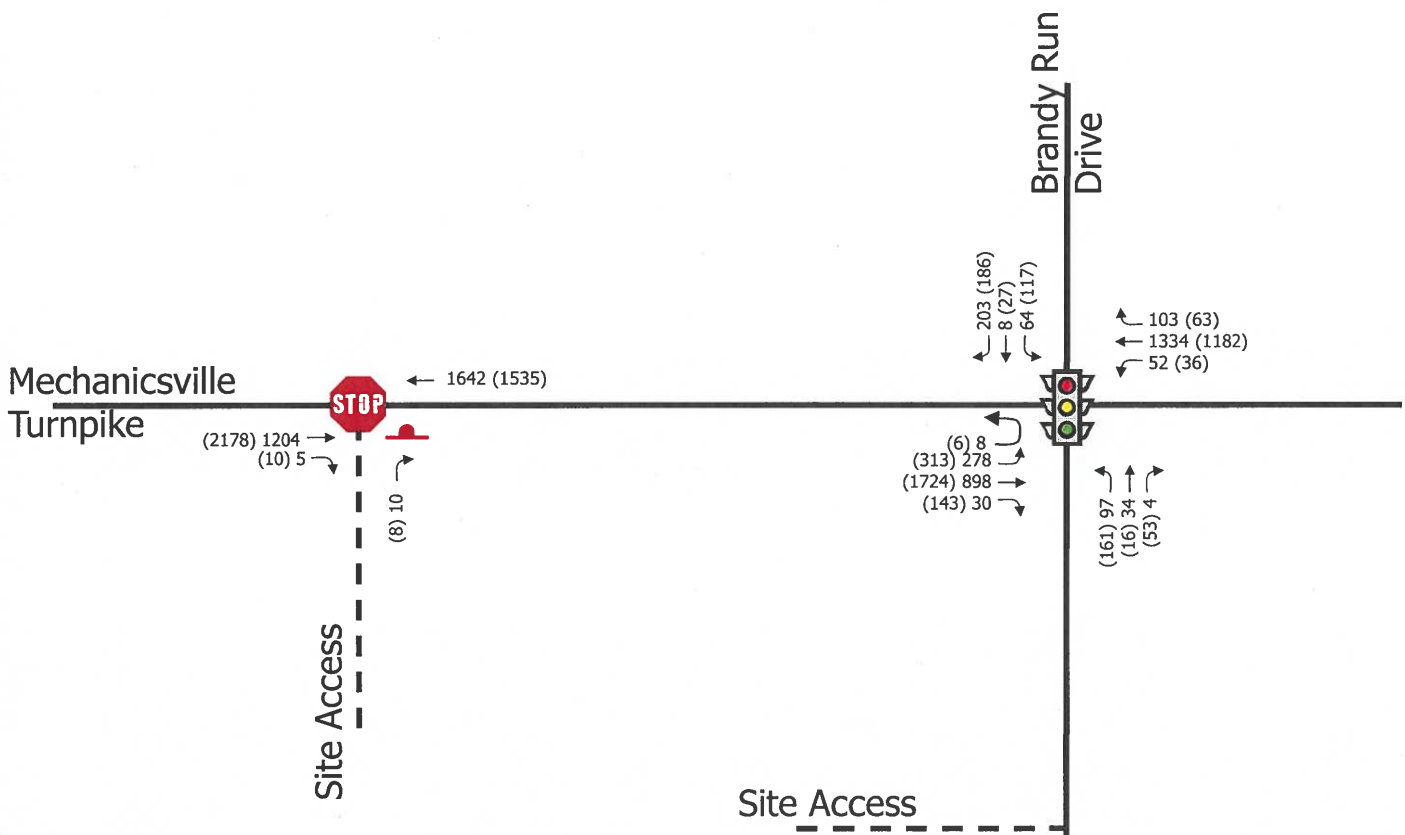 Brandy Run
Drive
203 (186)
8 (27)
64 (117)
103 (63)
1334 (1182)
52 (36)
Mechanicsville
Turnpike
STOP
1642 (1535)
(2178) 1204
(10) 5
(8) 10
(6) 8
(313) 278
(1724) 898
(143) 30
(161) 97
(16) 34
(53) 4
Site Access
Site Access